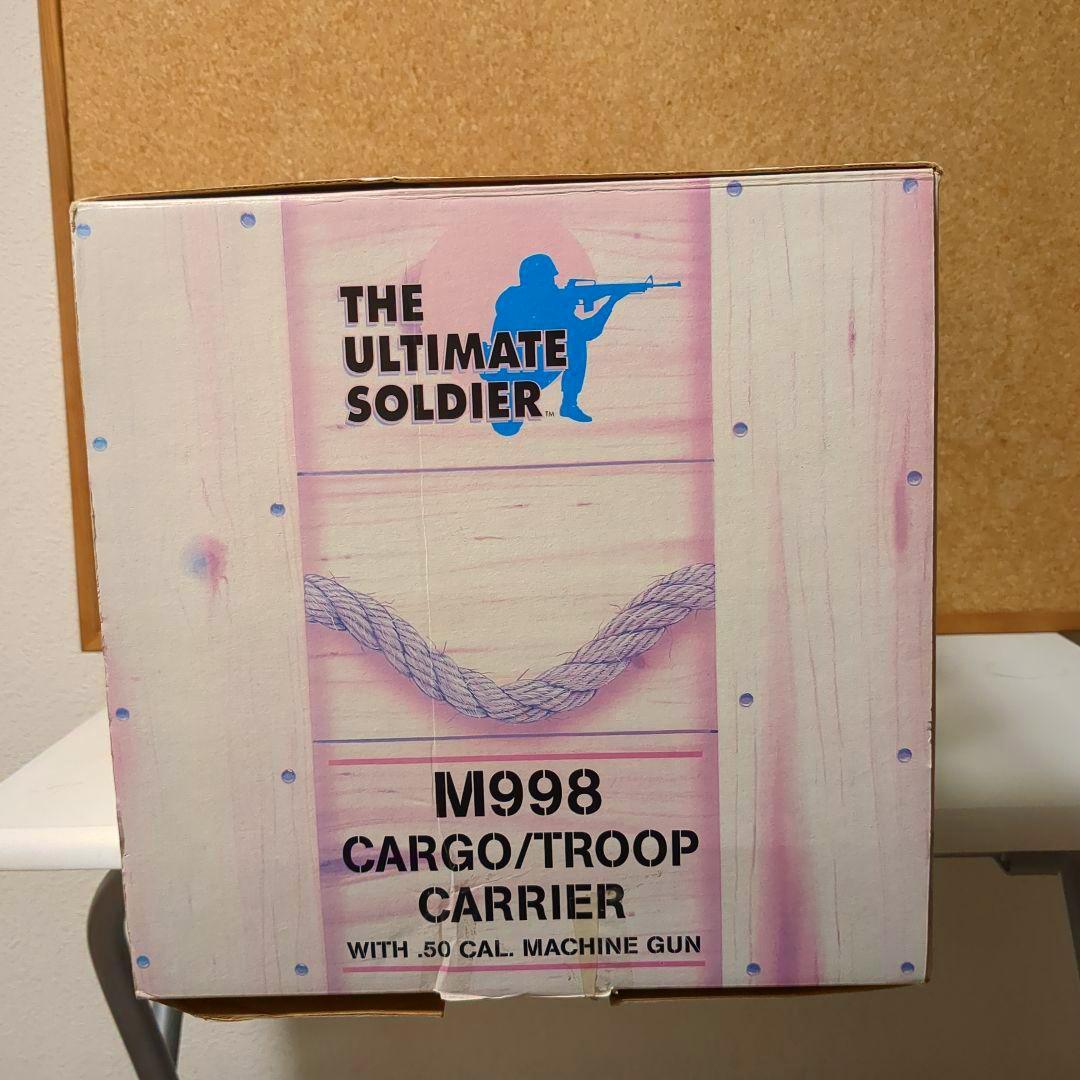 THE
ULTIMATE
SOLDIER™
M998
CARGO/TROOP
CARRIER
WITH .50 CAL. MACHINE GUN